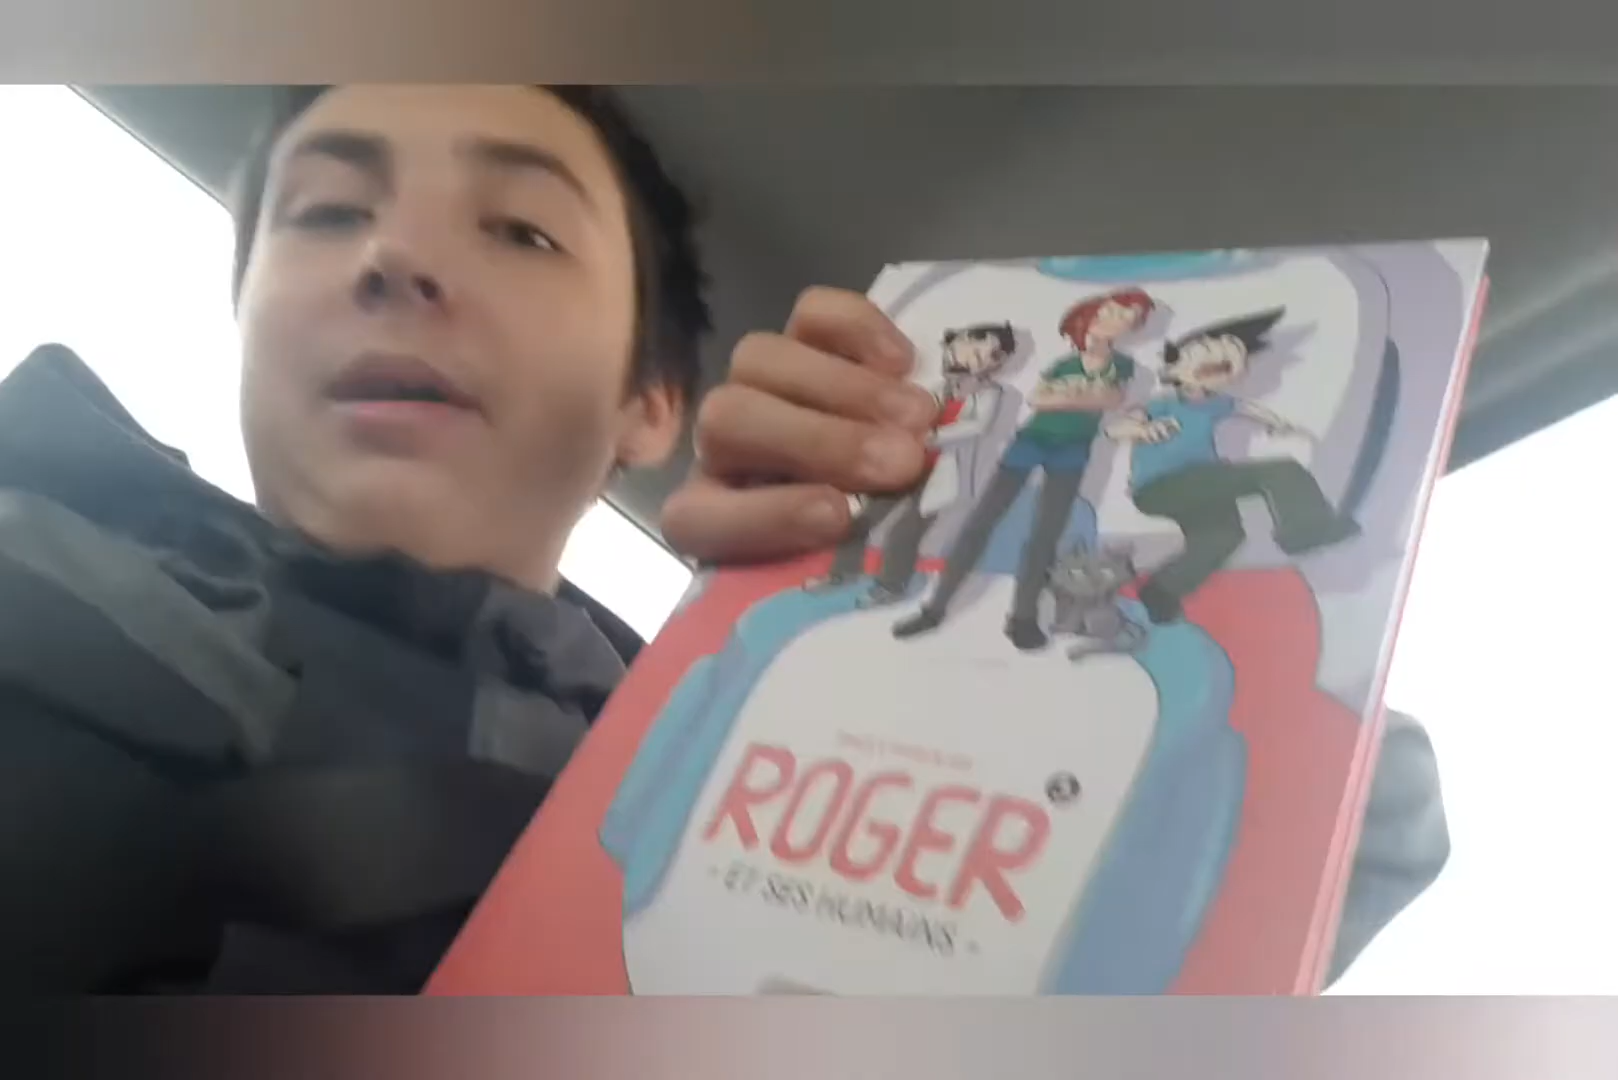 ROGER
- ET SES HUMAINS -